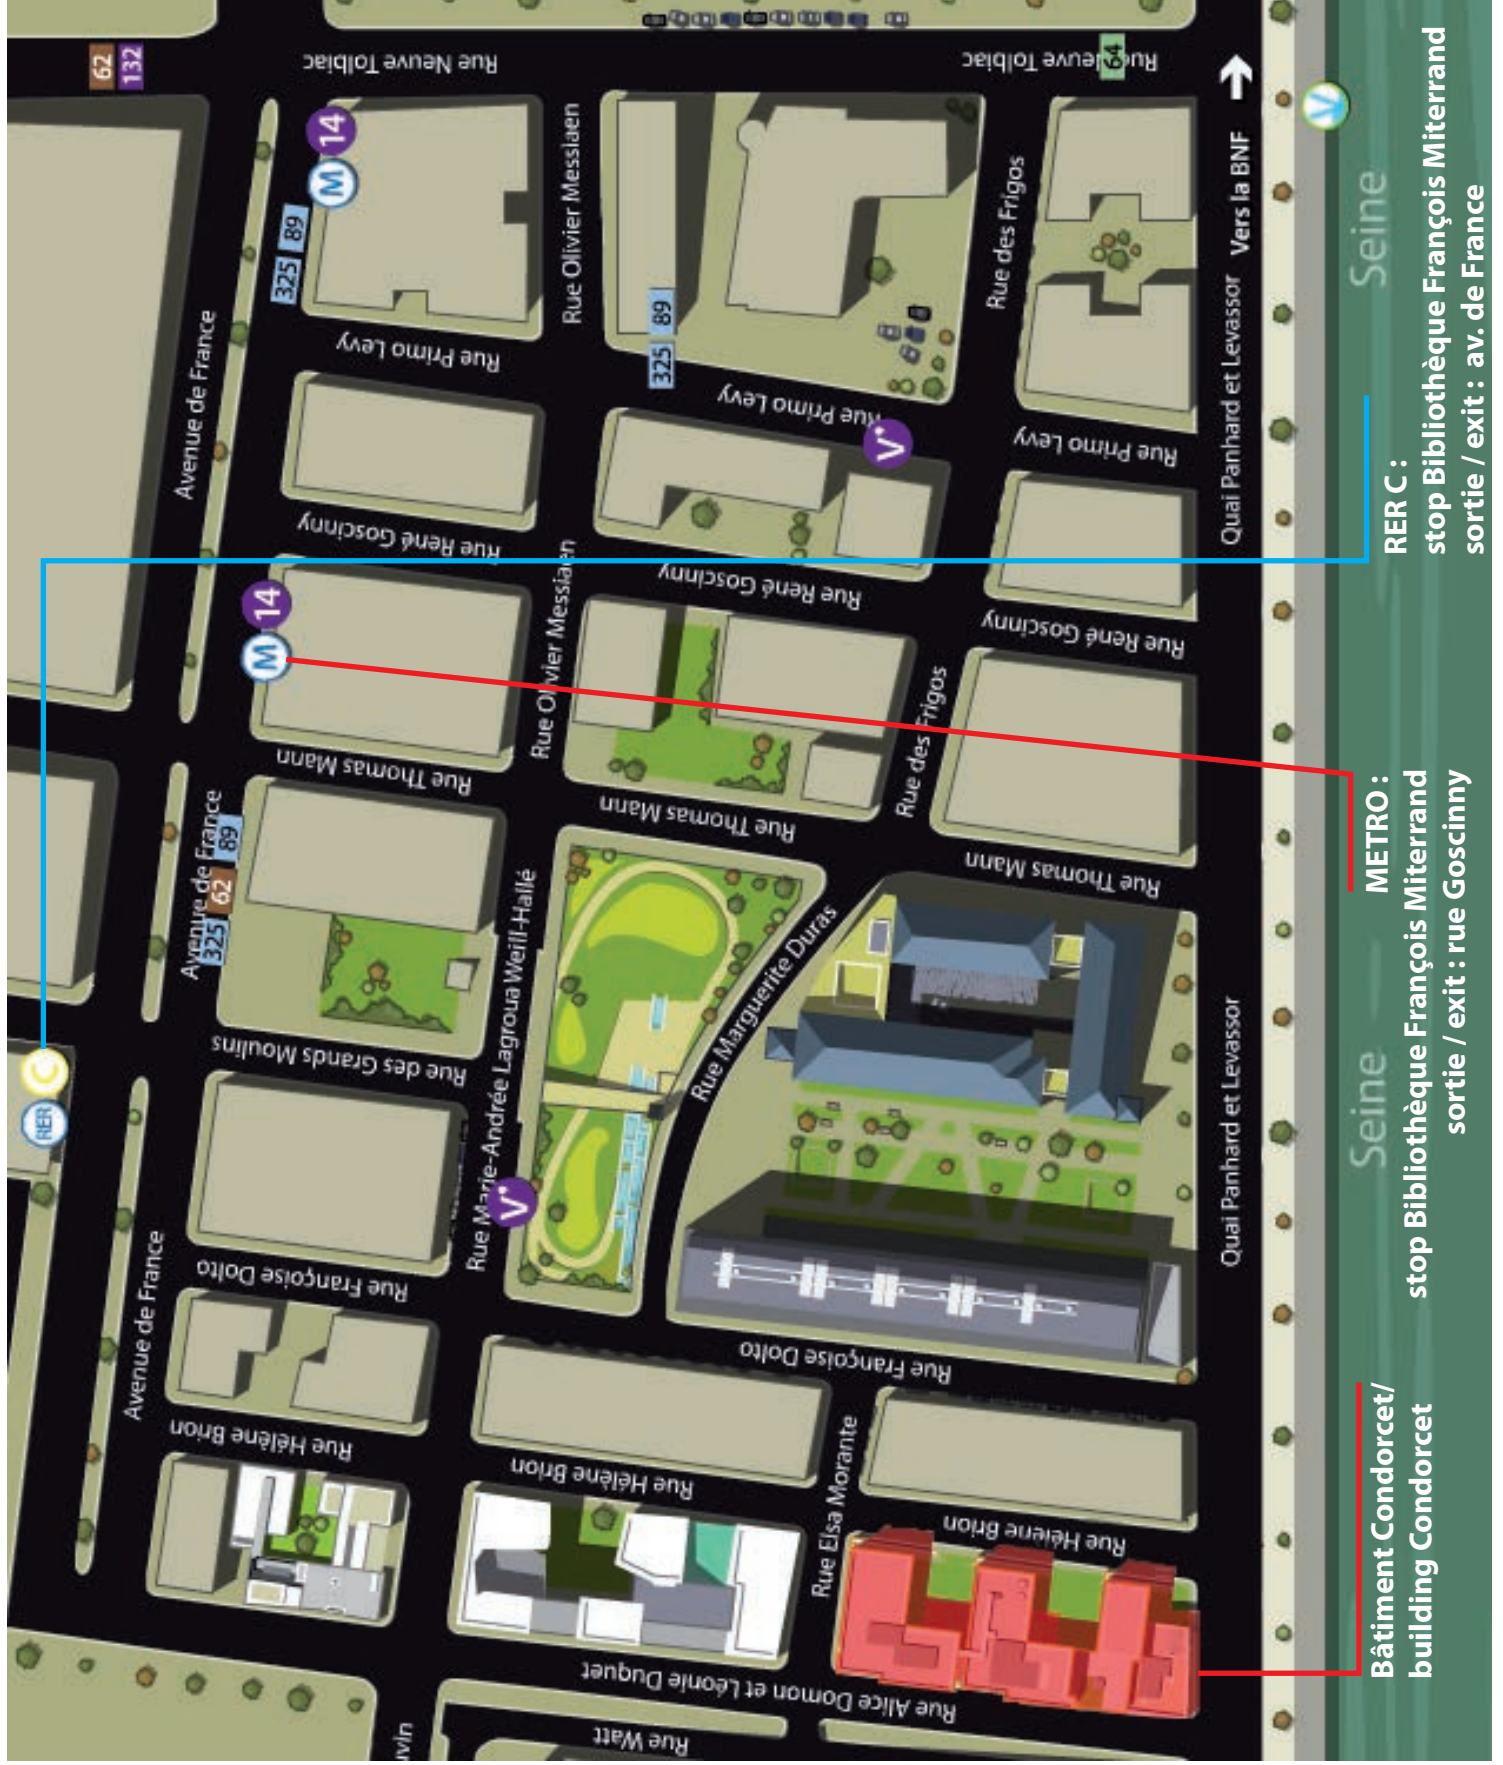 62
132
Rue Neuve Tolbiac
Rue Neuve Tolbiac
64
M
14
325
89
Avenue de France
Rue Primo Levy
Rue Olivier Messiaen
325
89
Rue des Frigos
Vers la BNF
Quai Panhard et Levassor
Seine
V
Rue Primo Levy
Rue Primo Levy
V
Rue René Goscinny
Rue René Goscinny
Rue René Goscinny
M
14
Rue Olivier Messiaen
Rue des Frigos
Rue Thomas Mann
Rue Thomas Mann
Rue Thomas Mann
Avenue de France
325
62
89
RER
C
Rue des Grands Moulins
Rue Marie-Andrée Lagroua Weill-Hallé
Rue Marguerite Duras
V
Quai Panhard et Levassor
Seine
Avenue de France
Rue Françoise Dolto
Rue Françoise Dolto
Rue Hélène Brion
Rue Hélène Brion
Rue Hélène Brion
Rue Elsa Morante
Rue Alice Domon et Léonie Duquet
Rue Watt
uvin
RER C :
stop Bibliothèque François Miterrand
sortie / exit : av. de France
METRO :
stop Bibliothèque François Miterrand
sortie / exit : rue Goscinny
Bâtiment Condorcet/
building Condorcet